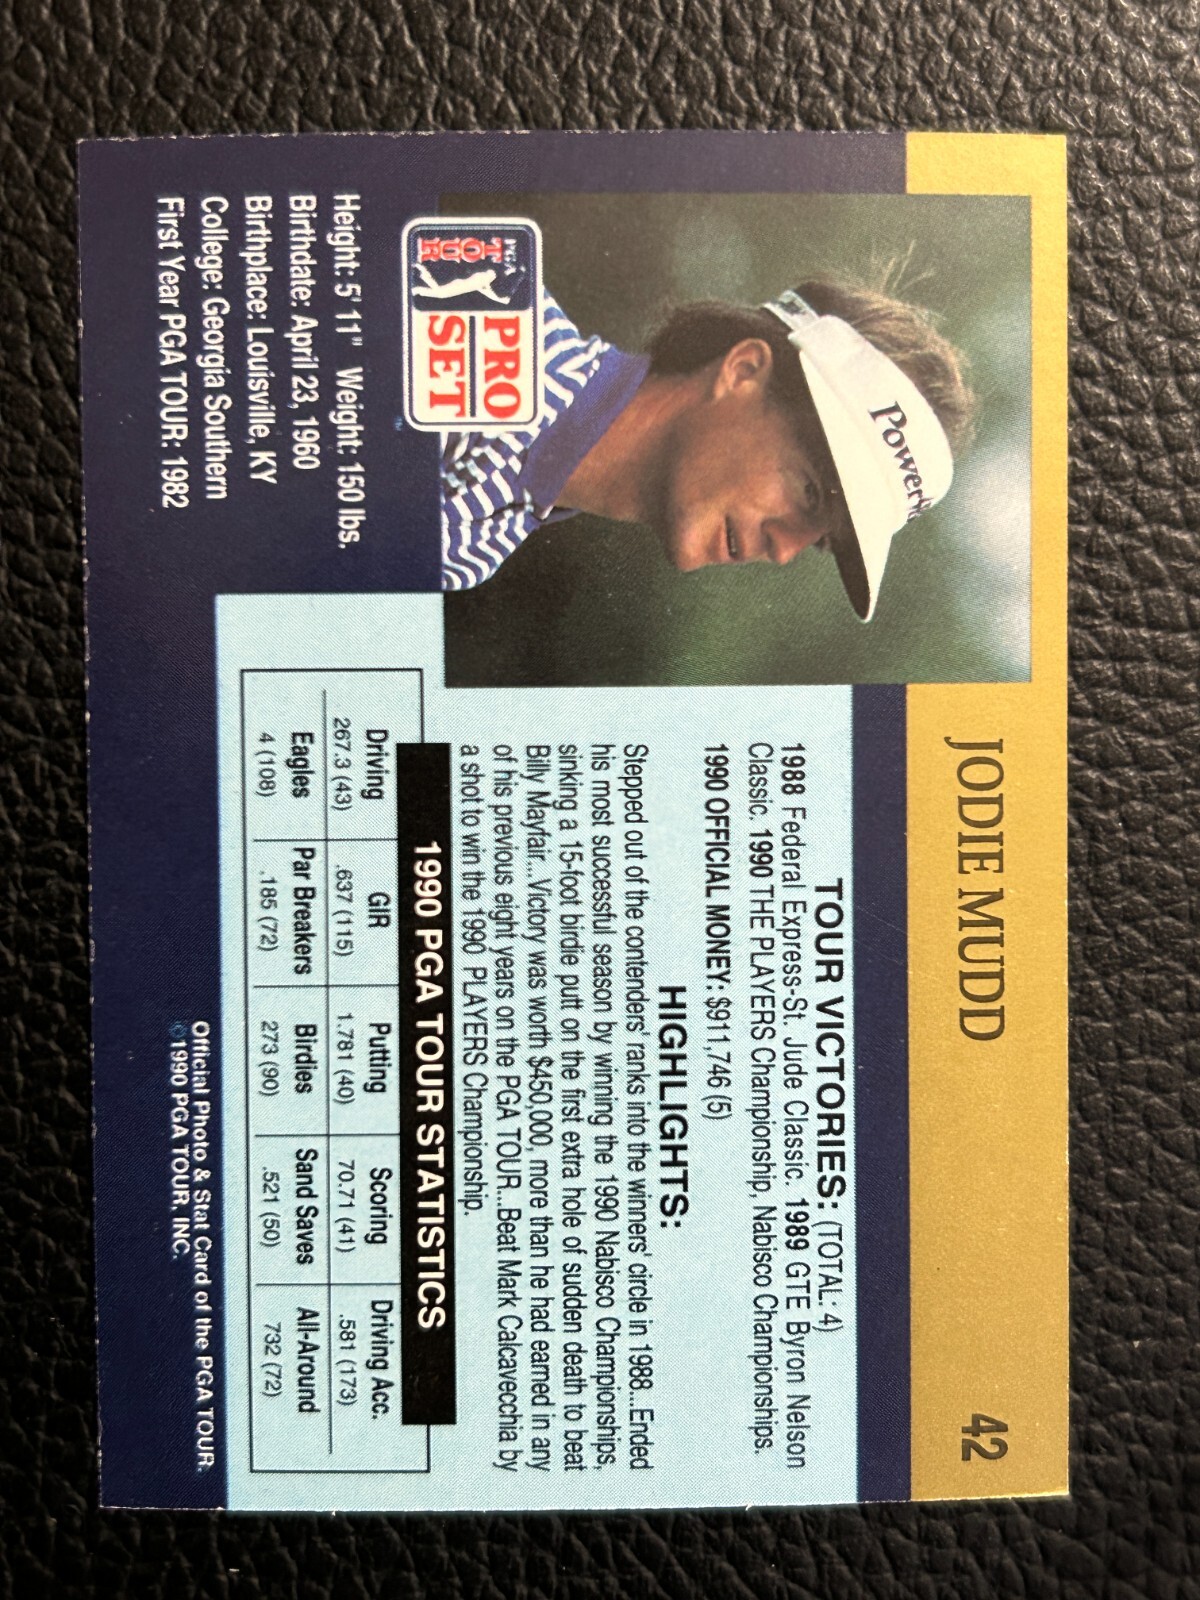 JODIE MUDD 42
PowerBilt
PGA
TOUR
PRO
SET
TM
TOUR VICTORIES: (TOTAL: 4)
1988 Federal Express-St. Jude Classic. 1989 GTE Byron Nelson
Classic. 1990 THE PLAYERS Championship, Nabisco Championships.
1990 OFFICIAL MONEY: $911,746 (5)
HIGHLIGHTS:
Stepped out of the contenders' ranks into the winners' circle in 1988...Ended
his most successful season by winning the 1990 Nabisco Championships,
sinking a 15-foot birdie putt on the first extra hole of sudden death to beat
Billy Mayfair...Victory was worth $450,000, more than he had earned in any
of his previous eight years on the PGA TOUR...Beat Mark Calcavecchia by
a shot to win the 1990 PLAYERS Championship.
Height: 5' 11" Weight: 150 lbs.
Birthdate: April 23, 1960
Birthplace: Louisville, KY
College: Georgia Southern
First Year PGA TOUR: 1982
1990 PGA TOUR STATISTICS
Driving GIR Putting Scoring Driving Acc.
267.3 (43) .637 (115) 1.781 (40) 70.71 (41) .581 (173)
Eagles Par Breakers Birdies Sand Saves All-Around
4 (108) .185 (72) 273 (90) .521 (50) 732 (72)
Official Photo & Stat Card of the PGA TOUR.
©1990 PGA TOUR, INC.